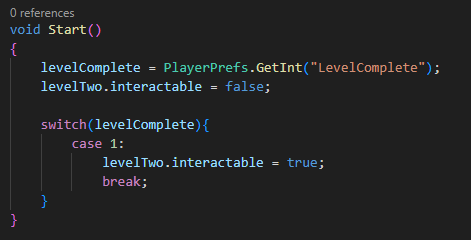 0 references
void Start()
{
    levelComplete = PlayerPrefs.GetInt("LevelComplete");
    levelTwo.interactable = false;

    switch(levelComplete){
        case 1:
            levelTwo.interactable = true;
            break;
    }
}